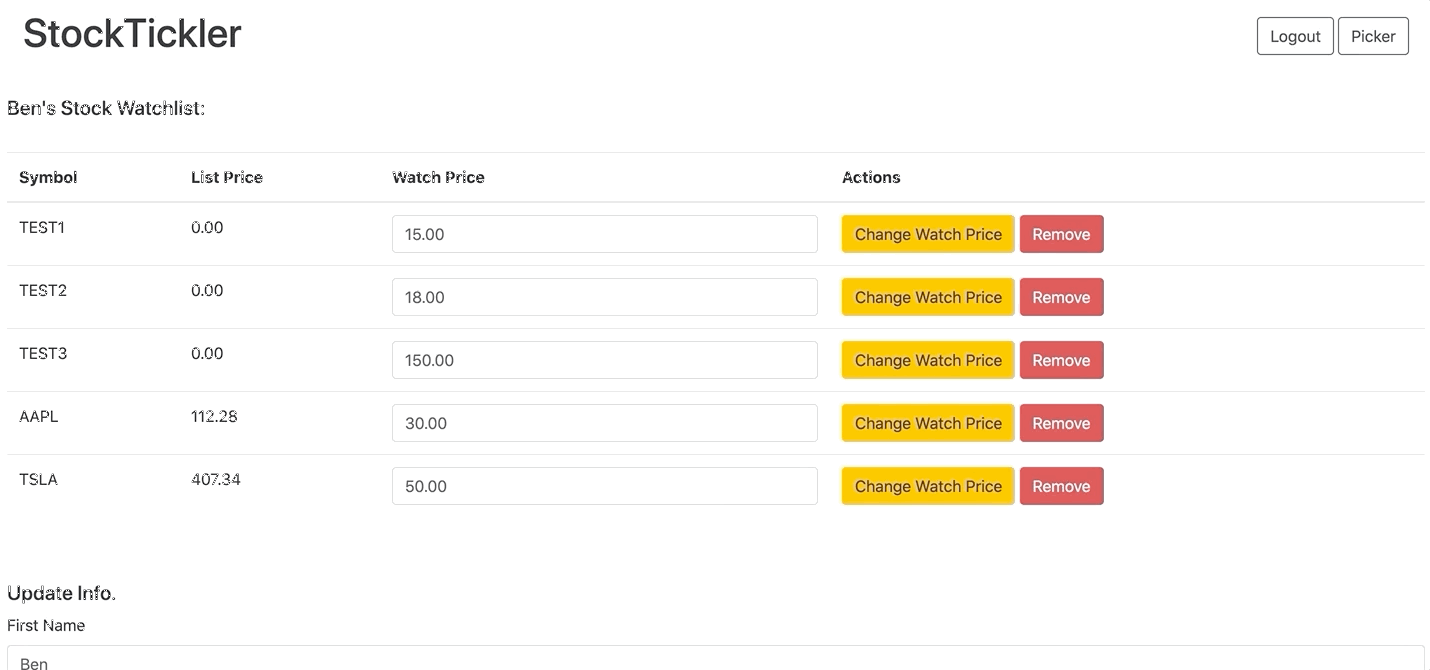 StockTickler
Logout Picker
Ben's Stock Watchlist:
Symbol List Price Watch Price Actions
TEST1 0.00 15.00 Change Watch Price Remove
TEST2 0.00 18.00 Change Watch Price Remove
TEST3 0.00 150.00 Change Watch Price Remove
AAPL 112.28 30.00 Change Watch Price Remove
TSLA 407.34 50.00 Change Watch Price Remove
Update Info.
First Name
Ben